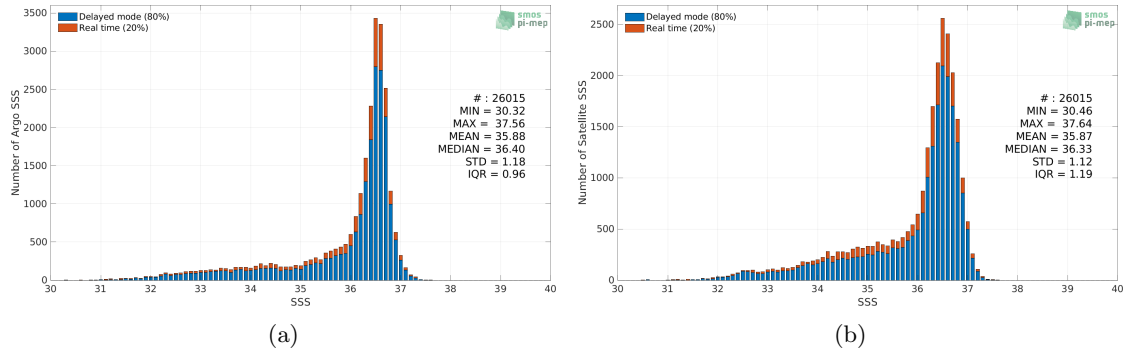 Delayed mode (80%)
Real time (20%)
smos
pi-mep
3500
3000
2500
2000
1500
1000
500
0
Number of Argo SSS
# : 26015
MIN = 30.32
MAX = 37.56
MEAN = 35.88
MEDIAN = 36.40
STD = 1.18
IQR = 0.96
30 31 32 33 34 35 36 37 38 39 40
SSS
(a)
Delayed mode (80%)
Real time (20%)
smos
pi-mep
2500
2000
1500
1000
500
0
Number of Satellite SSS
# : 26015
MIN = 30.46
MAX = 37.64
MEAN = 35.87
MEDIAN = 36.33
STD = 1.12
IQR = 1.19
30 31 32 33 34 35 36 37 38 39 40
SSS
(b)